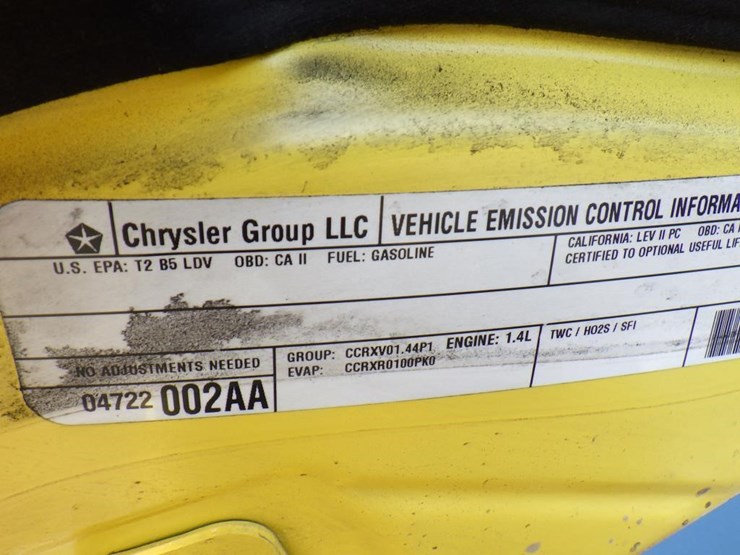 Chrysler Group LLC VEHICLE EMISSION CONTROL INFORMA
U.S. EPA: T2 B5 LDV OBD: CA II FUEL: GASOLINE
CALIFORNIA: LEV II PC OBD: CA
CERTIFIED TO OPTIONAL USEFUL LIF
NO ADJUSTMENTS NEEDED
04722 002AA
GROUP: CCRXV01.44P1 ENGINE: 1.4L
EVAP: CCRXR0100PK0
TWC / HO2S / SFI